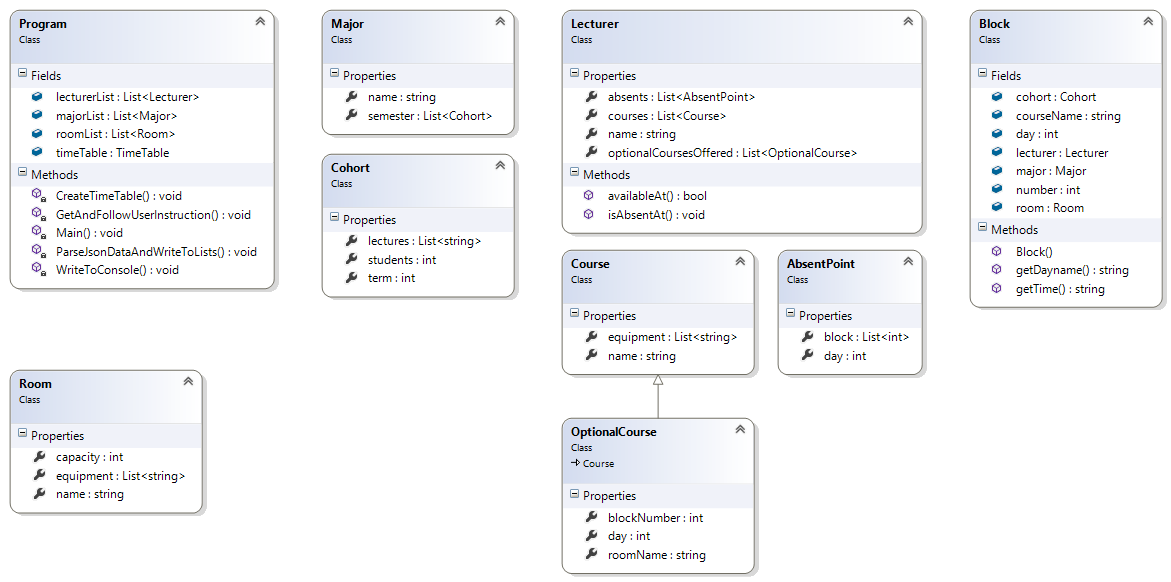 Program
Class
Fields
lecturerList : List<Lecturer>
majorList : List<Major>
roomList : List<Room>
timeTable : TimeTable
Methods
CreateTimeTable() : void
GetAndFollowUserInstruction() : void
Main() : void
ParseJsonDataAndWriteToLists() : void
WriteToConsole() : void
Major
Class
Properties
name : string
semester : List<Cohort>
Cohort
Class
Properties
lectures : List<string>
students : int
term : int
Lecturer
Class
Properties
absents : List<AbsentPoint>
courses : List<Course>
name : string
optionalCoursesOffered : List<OptionalCourse>
Methods
availableAt() : bool
isAbsentAt() : void
Block
Class
Fields
cohort : Cohort
courseName : string
day : int
lecturer : Lecturer
major : Major
number : int
room : Room
Methods
Block()
getDayname() : string
getTime() : string
Course
Class
Properties
equipment : List<string>
name : string
AbsentPoint
Class
Properties
block : List<int>
day : int
Room
Class
Properties
capacity : int
equipment : List<string>
name : string
OptionalCourse
Class
Course
Properties
blockNumber : int
day : int
roomName : string